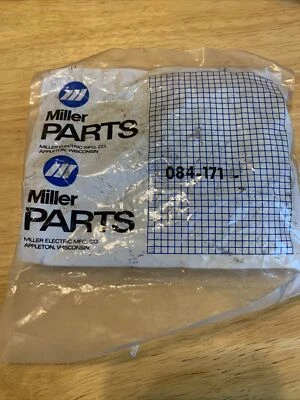 Miller
PARTS
MILLER ELECTRIC MFG. CO.
APPLETON, WISCONSIN
084-171
Miller
PARTS
MILLER ELECTRIC MFG. CO.
APPLETON, WISCONSIN